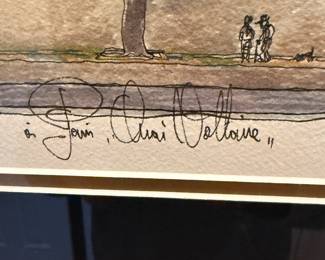 " Paris, Quai Voltaire "